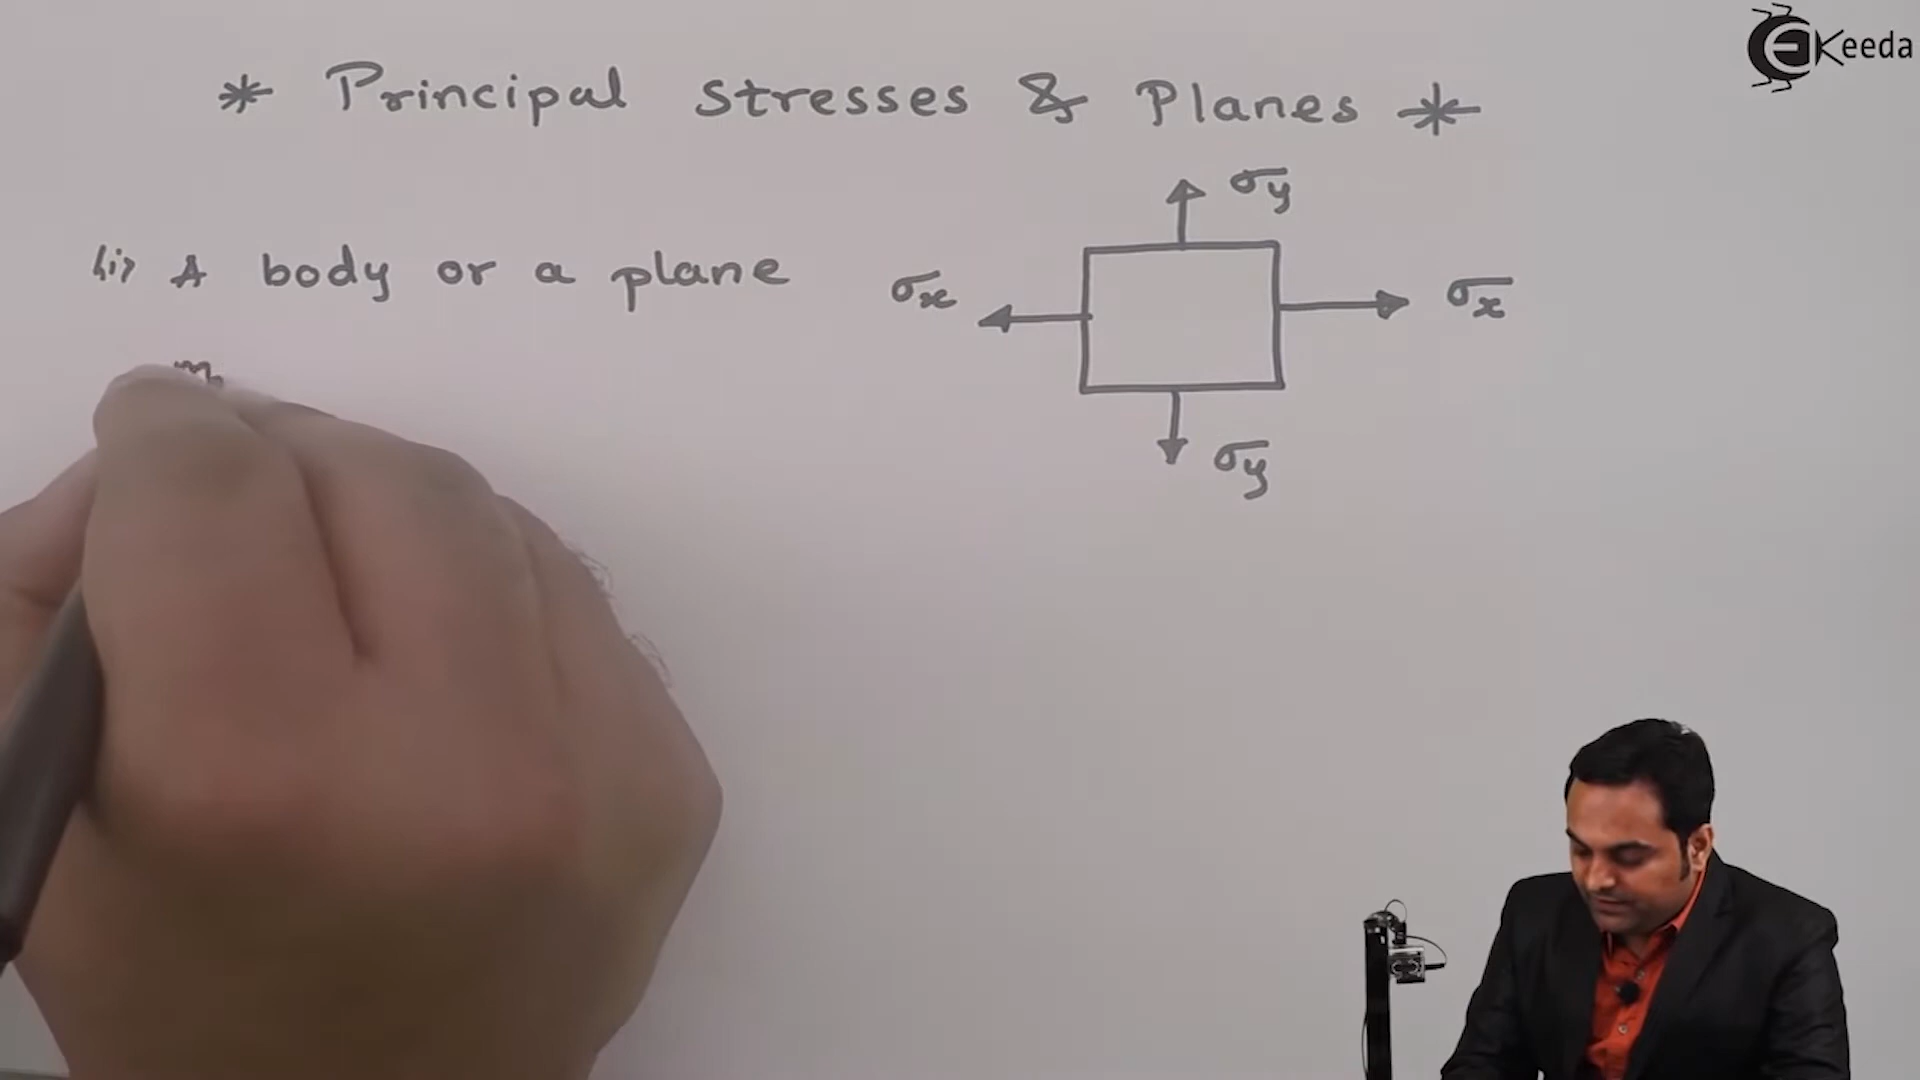 * Principal stresses & Planes *
σy
(i) A body or a plane
σx
σx
σy
Keeda